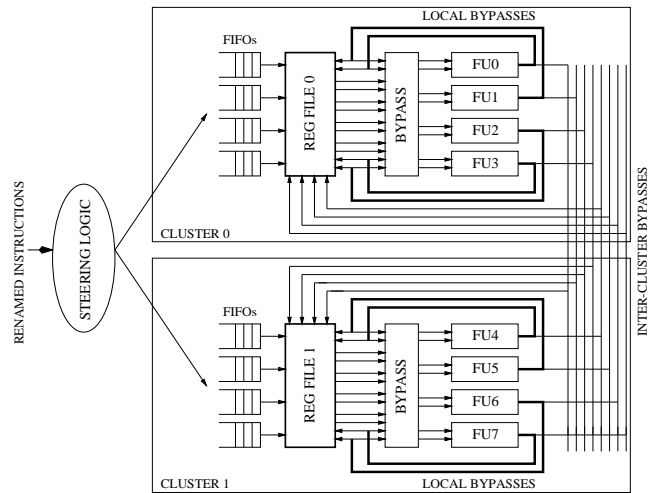 LOCAL BYPASSES
FIFOs
REG FILE 0
BYPASS
FU0
FU1
FU2
FU3
CLUSTER 0
RENAMED INSTRUCTIONS
STEERING LOGIC
INTER-CLUSTER BYPASSES
FIFOs
REG FILE 1
BYPASS
FU4
FU5
FU6
FU7
CLUSTER 1
LOCAL BYPASSES